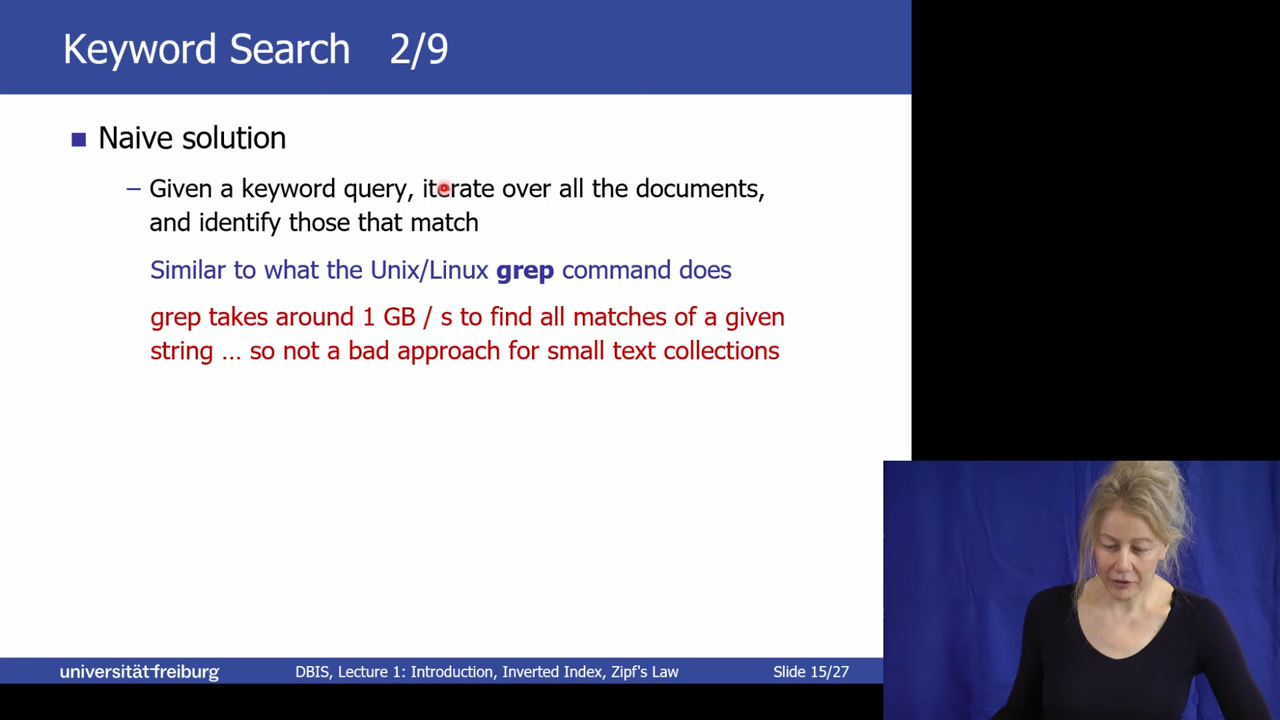 Keyword Search 2/9
Naive solution
– Given a keyword query, iterate over all the documents,
and identify those that match
Similar to what the Unix/Linux grep command does
grep takes around 1 GB / s to find all matches of a given
string … so not a bad approach for small text collections
universität freiburg
DBIS, Lecture 1: Introduction, Inverted Index, Zipf's Law
Slide 15/27